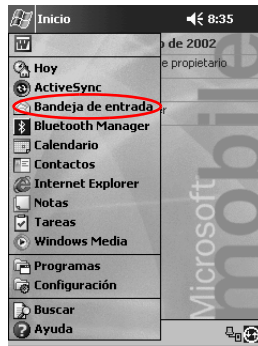 Inicio 8:35
de 2002
Hoy
e propietario
ActiveSync
Bandeja de entrada
Bluetooth Manager
Calendario
Contactos
Internet Explorer
Notas
Tareas
Windows Media
Programas
Configuración
Buscar
Ayuda
Microsoft
mobile